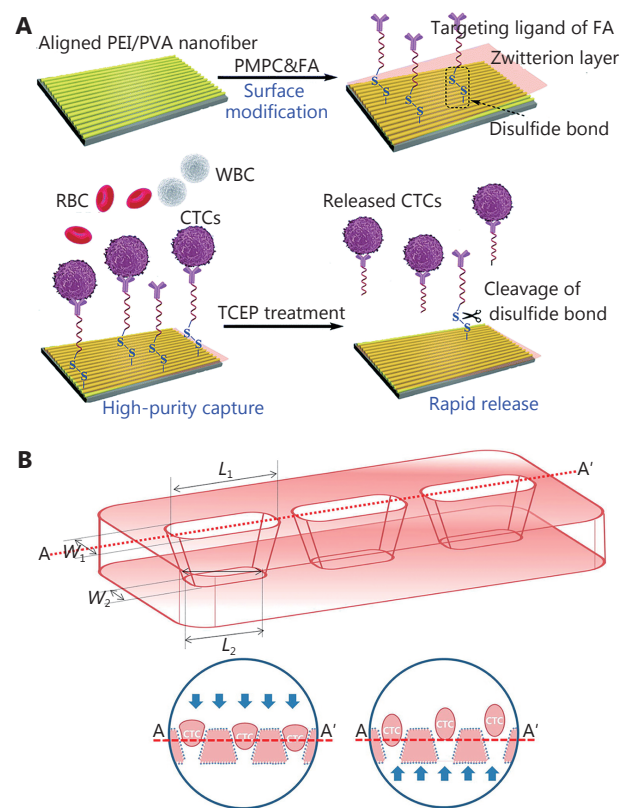 A
Aligned PEI/PVA nanofiber
PMPC&FA
Surface
modification
Targeting ligand of FA
Zwitterion layer
S
S
S
S
S
S
Disulfide bond
RBC
WBC
CTCs
S
S
S
S
S
S
S
S
High-purity capture
TCEP treatment
Released CTCs
S
S
Cleavage of
disulfide bond
Rapid release
B
L1
A'
A
W1
W2
L2
A
CTC
CTC
CTC
A'
A
CTC
CTC
CTC
A'